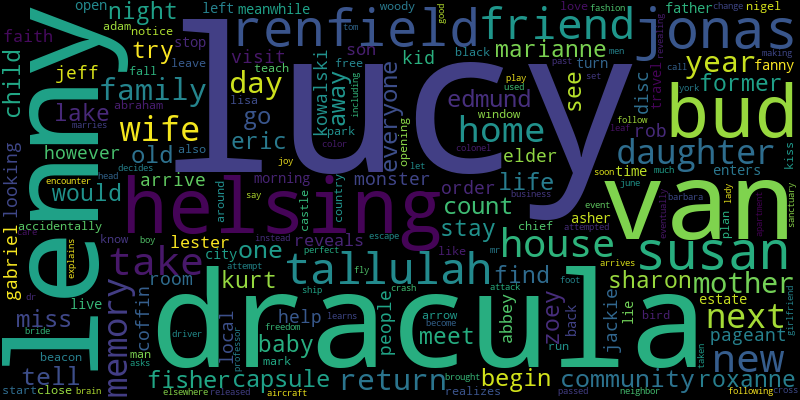 open woody left meanwhile love fashion father nigel
adam night stop black good tom men change making
faith notice fall leave renfield friend jonas
try visit son free including past set call york
jeff lucy marianne kid play used turn revealing
child family day teach lisa park color see disc travel fanny
lenny wife go kowalski away everyone edmund window year former
lake abraham eric opening home rob follow leaf bud
looking however old also elder colonel daughter kiss
would marries decides arrive morning monster order life time soon much enters
accidentally helsing count asher june van lady
encounter head joy say castle country around stay chief barbara plan
gabriel know boy lester reveals instead house event susan sanctuary
explains take one perfect escape like business attempted eventually apartment
room city attempt tallulah find sharon mother
dr live memory coffin kurt fly mr arrives foot bird estate
miss bride man local dracula ship crash attack lie next
tell beacon asks driver help learns people arrow abbey zoey back jackie new pageant
professor freedom baby mark meet become run taken girlfriend
start close brain fisher capsule return begin community roxanne
elsewhere released aircraft brought realizes passed neighbor following cross